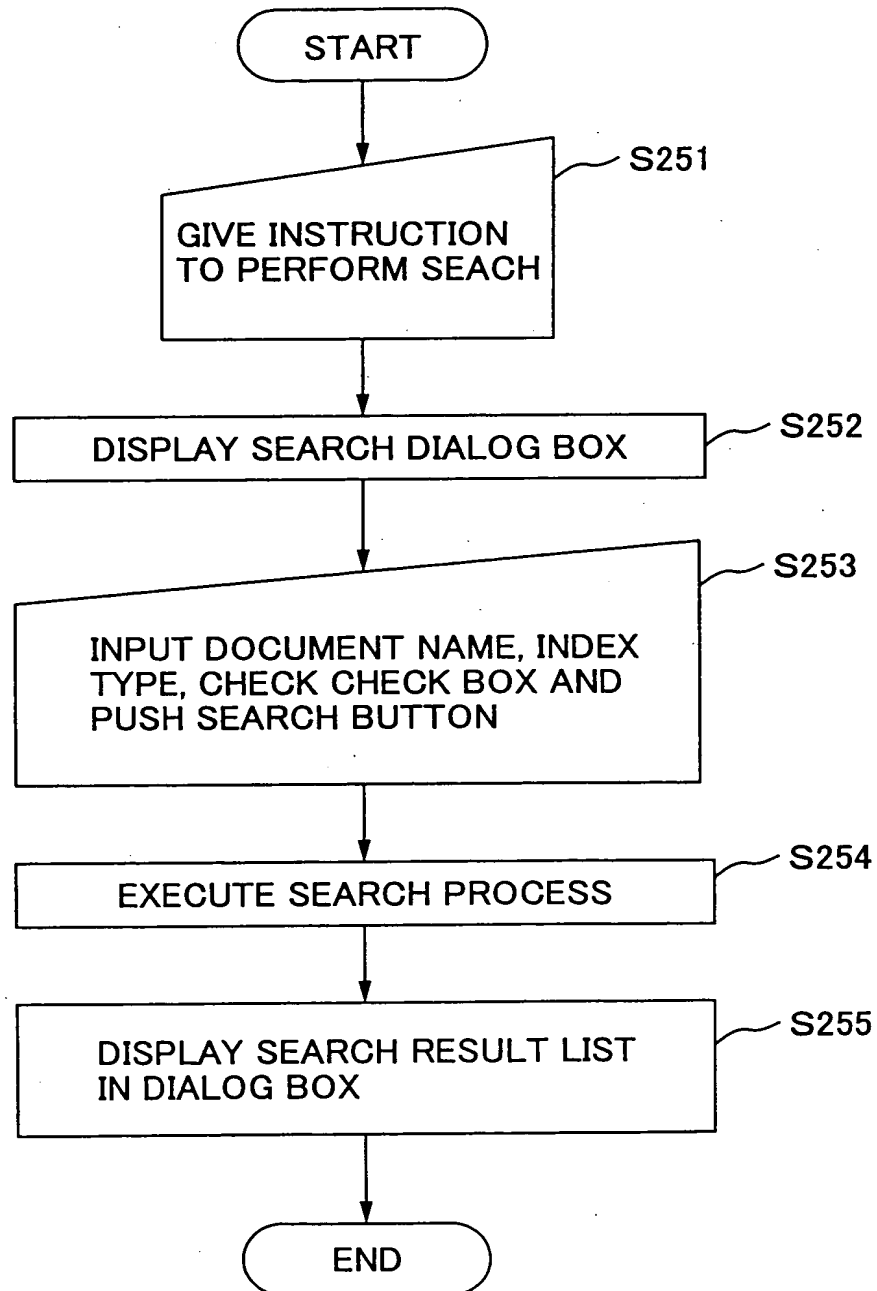 START
S251
GIVE INSTRUCTION
TO PERFORM SEACH
DISPLAY SEARCH DIALOG BOX
S252
S253
INPUT DOCUMENT NAME, INDEX
TYPE, CHECK CHECK BOX AND
PUSH SEARCH BUTTON
EXECUTE SEARCH PROCESS
S254
DISPLAY SEARCH RESULT LIST
IN DIALOG BOX
S255
END